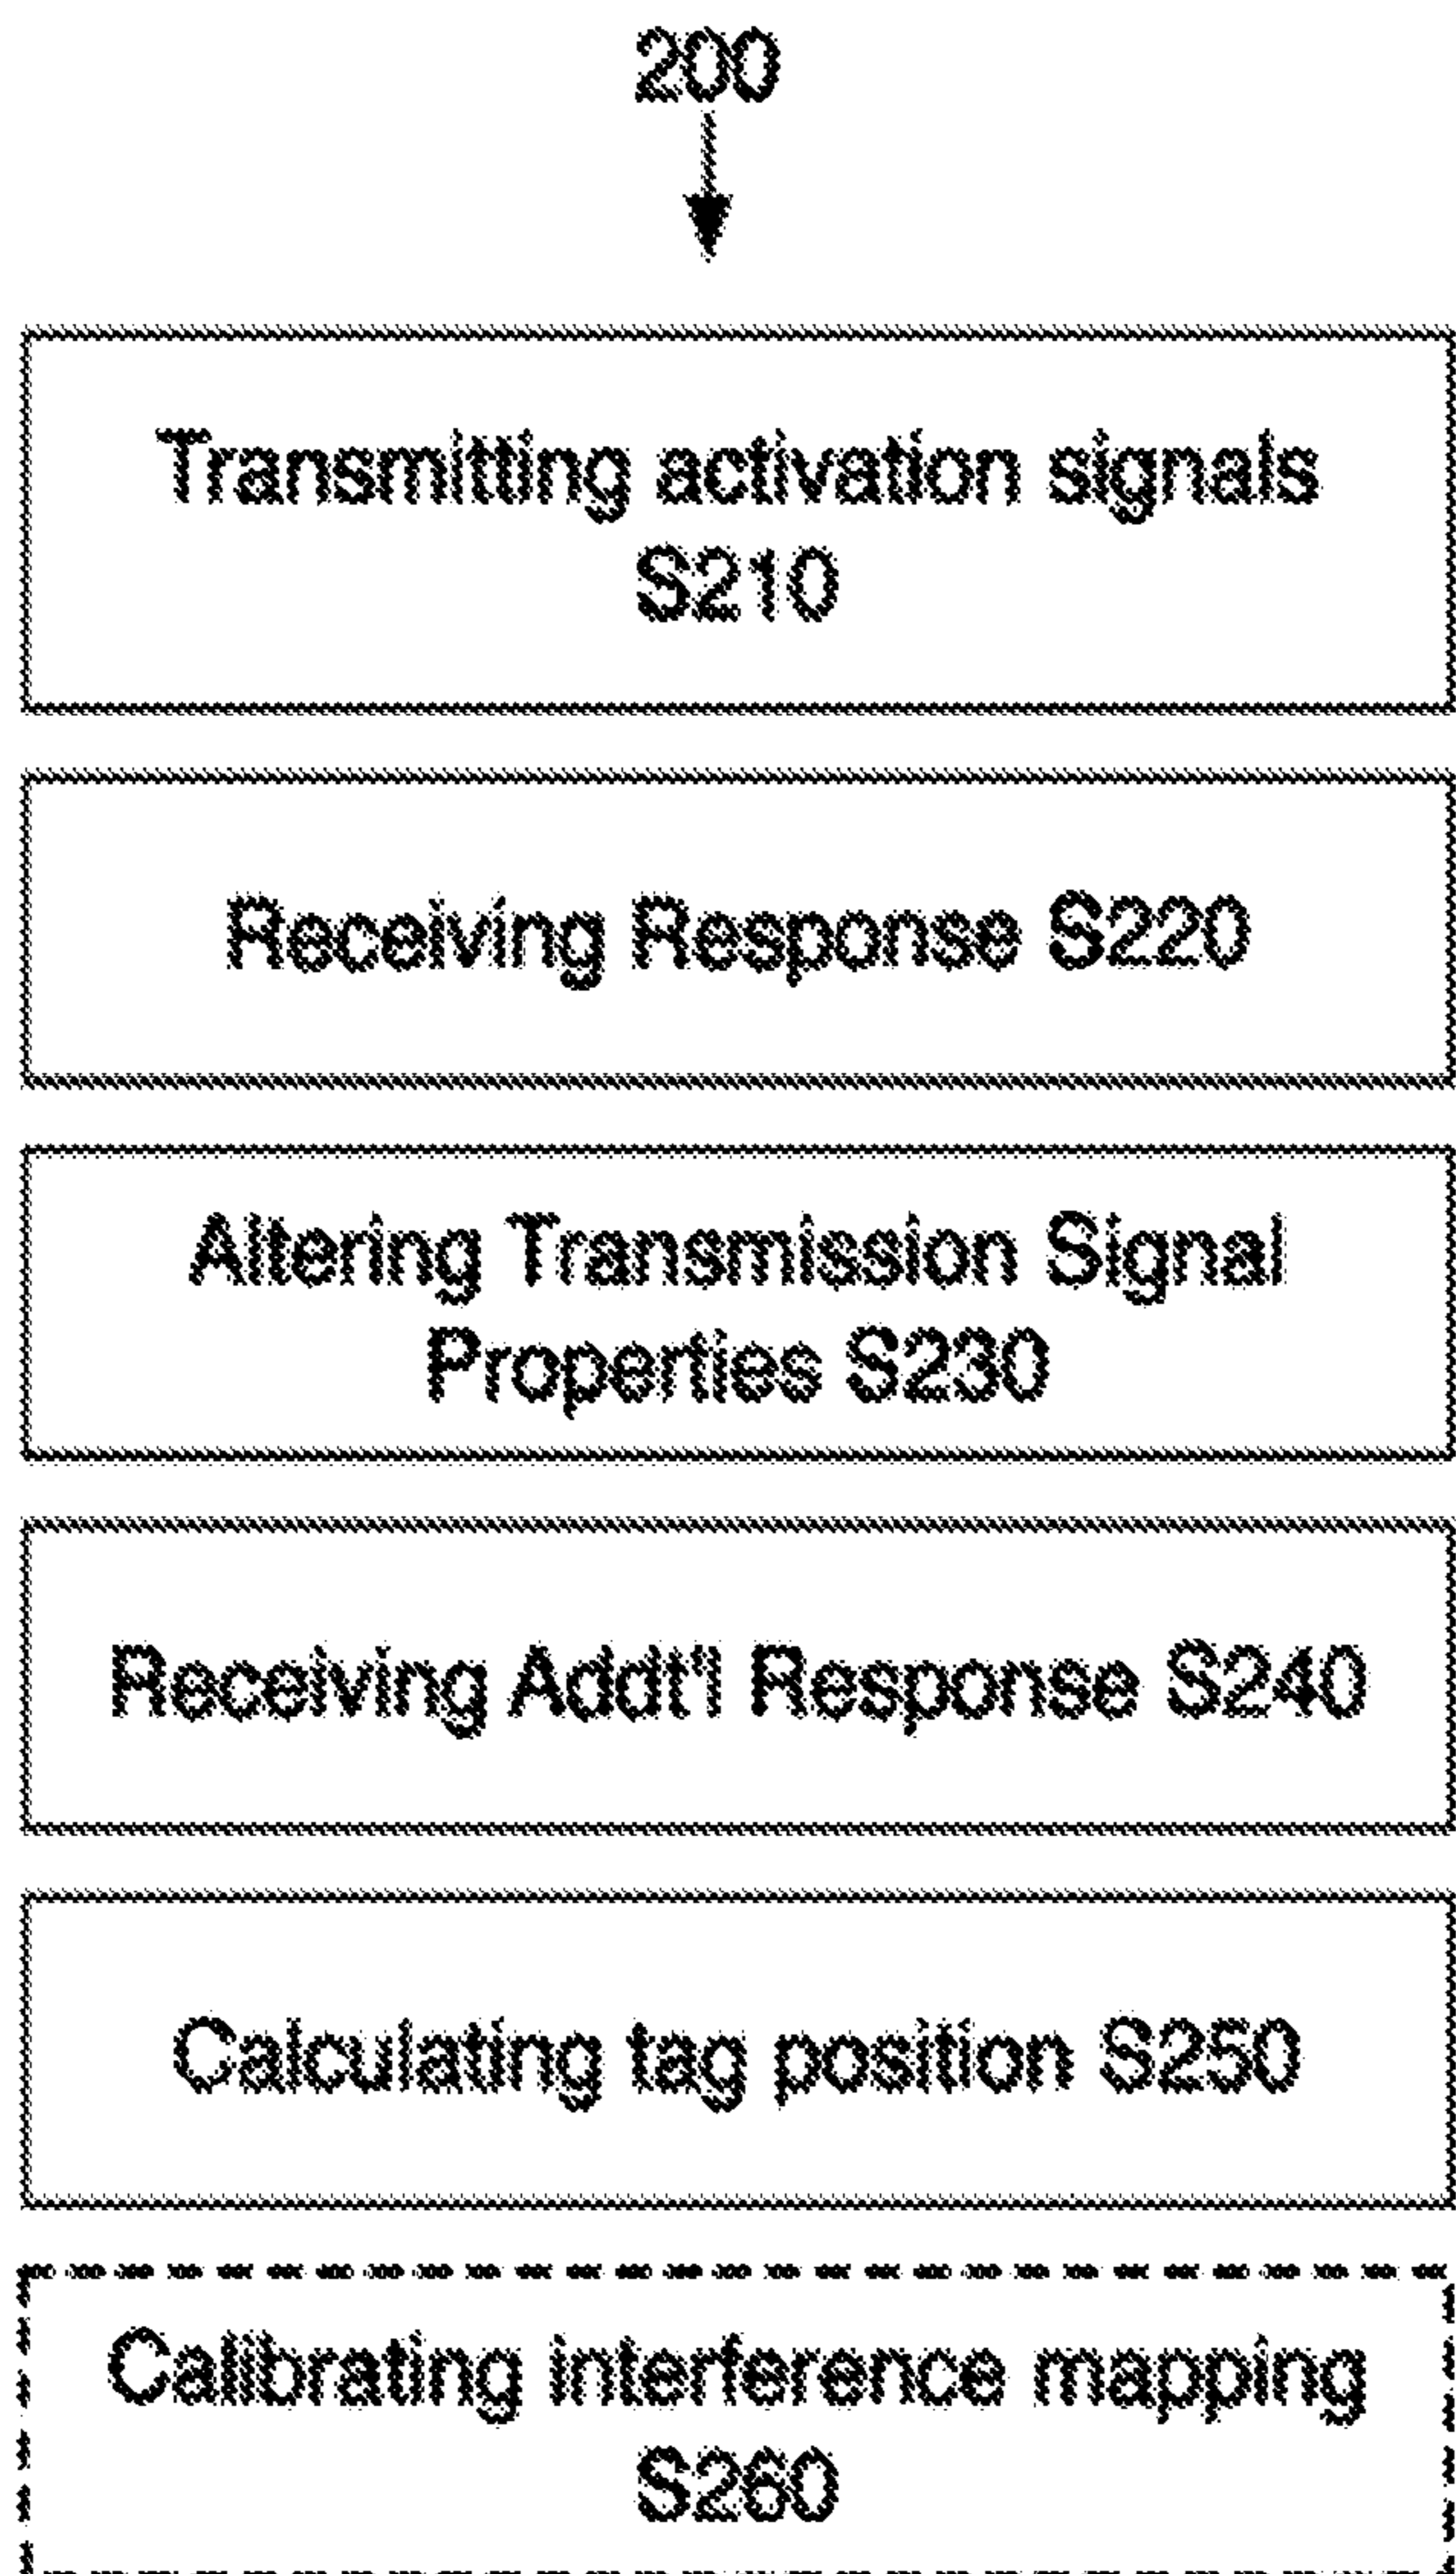 200
Transmitting activation signals
S210
Receiving Response S220
Altering Transmission Signal
Properties S230
Receiving Addt'l Response S240
Calculating tag position S250
Calibrating interference mapping
S260